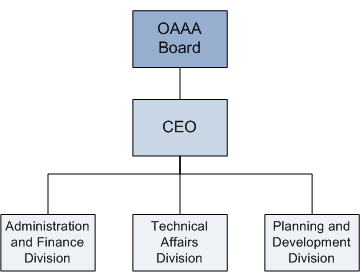 OAAA
Board
CEO
Administration
and Finance
Division
Technical
Affairs
Division
Planning and
Development
Division